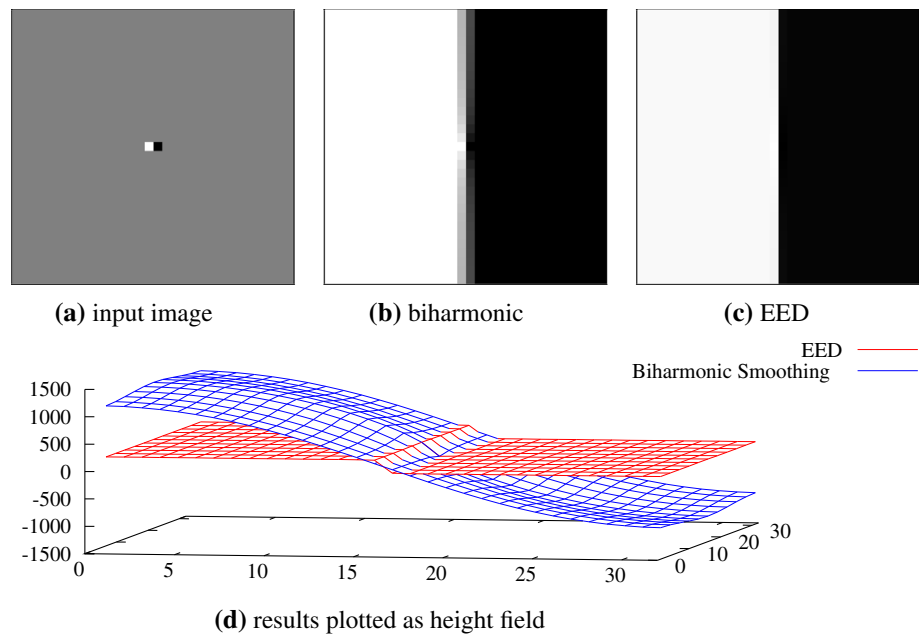 (a) input image
(b) biharmonic
(c) EED
EED
Biharmonic Smoothing
1500
1000
500
0
-500
-1000
-1500
0 5 10 15 20 25 30
0 10 20 30
(d) results plotted as height field